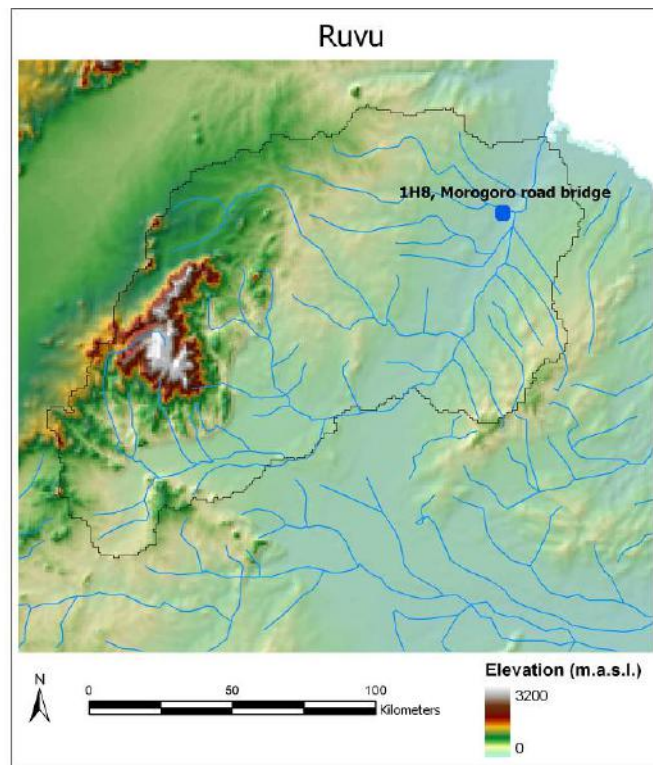 Ruvu
1H8, Morogoro road bridge
N
0 50 100
Kilometers
Elevation (m.a.s.l.)
3200
0